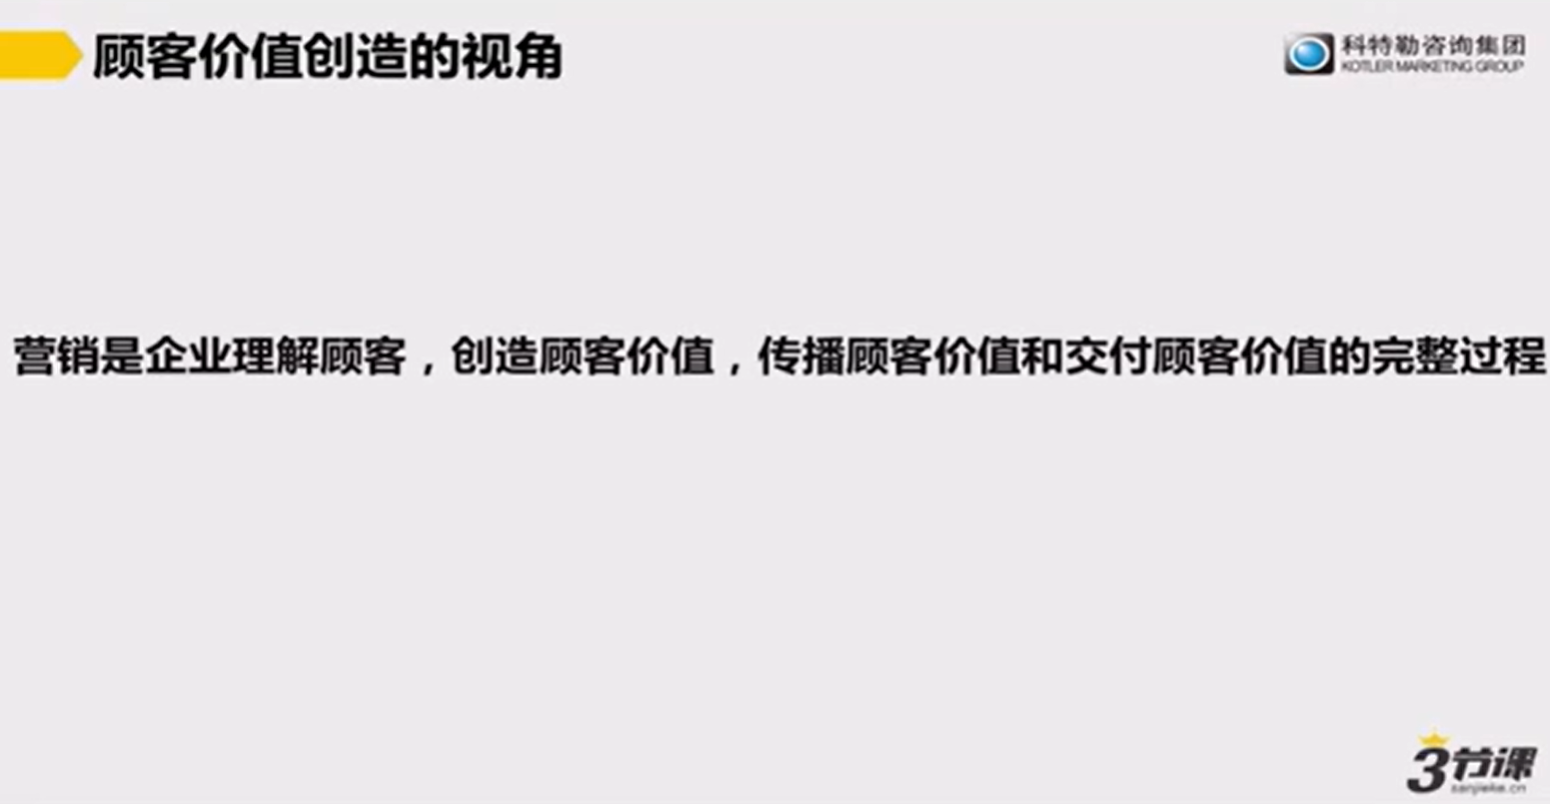 顾客价值创造的视角
科特勒咨询集团
KOTLER MARKETING GROUP
营销是企业理解顾客，创造顾客价值，传播顾客价值和交付顾客价值的完整过程
3节课
sanjieke.cn